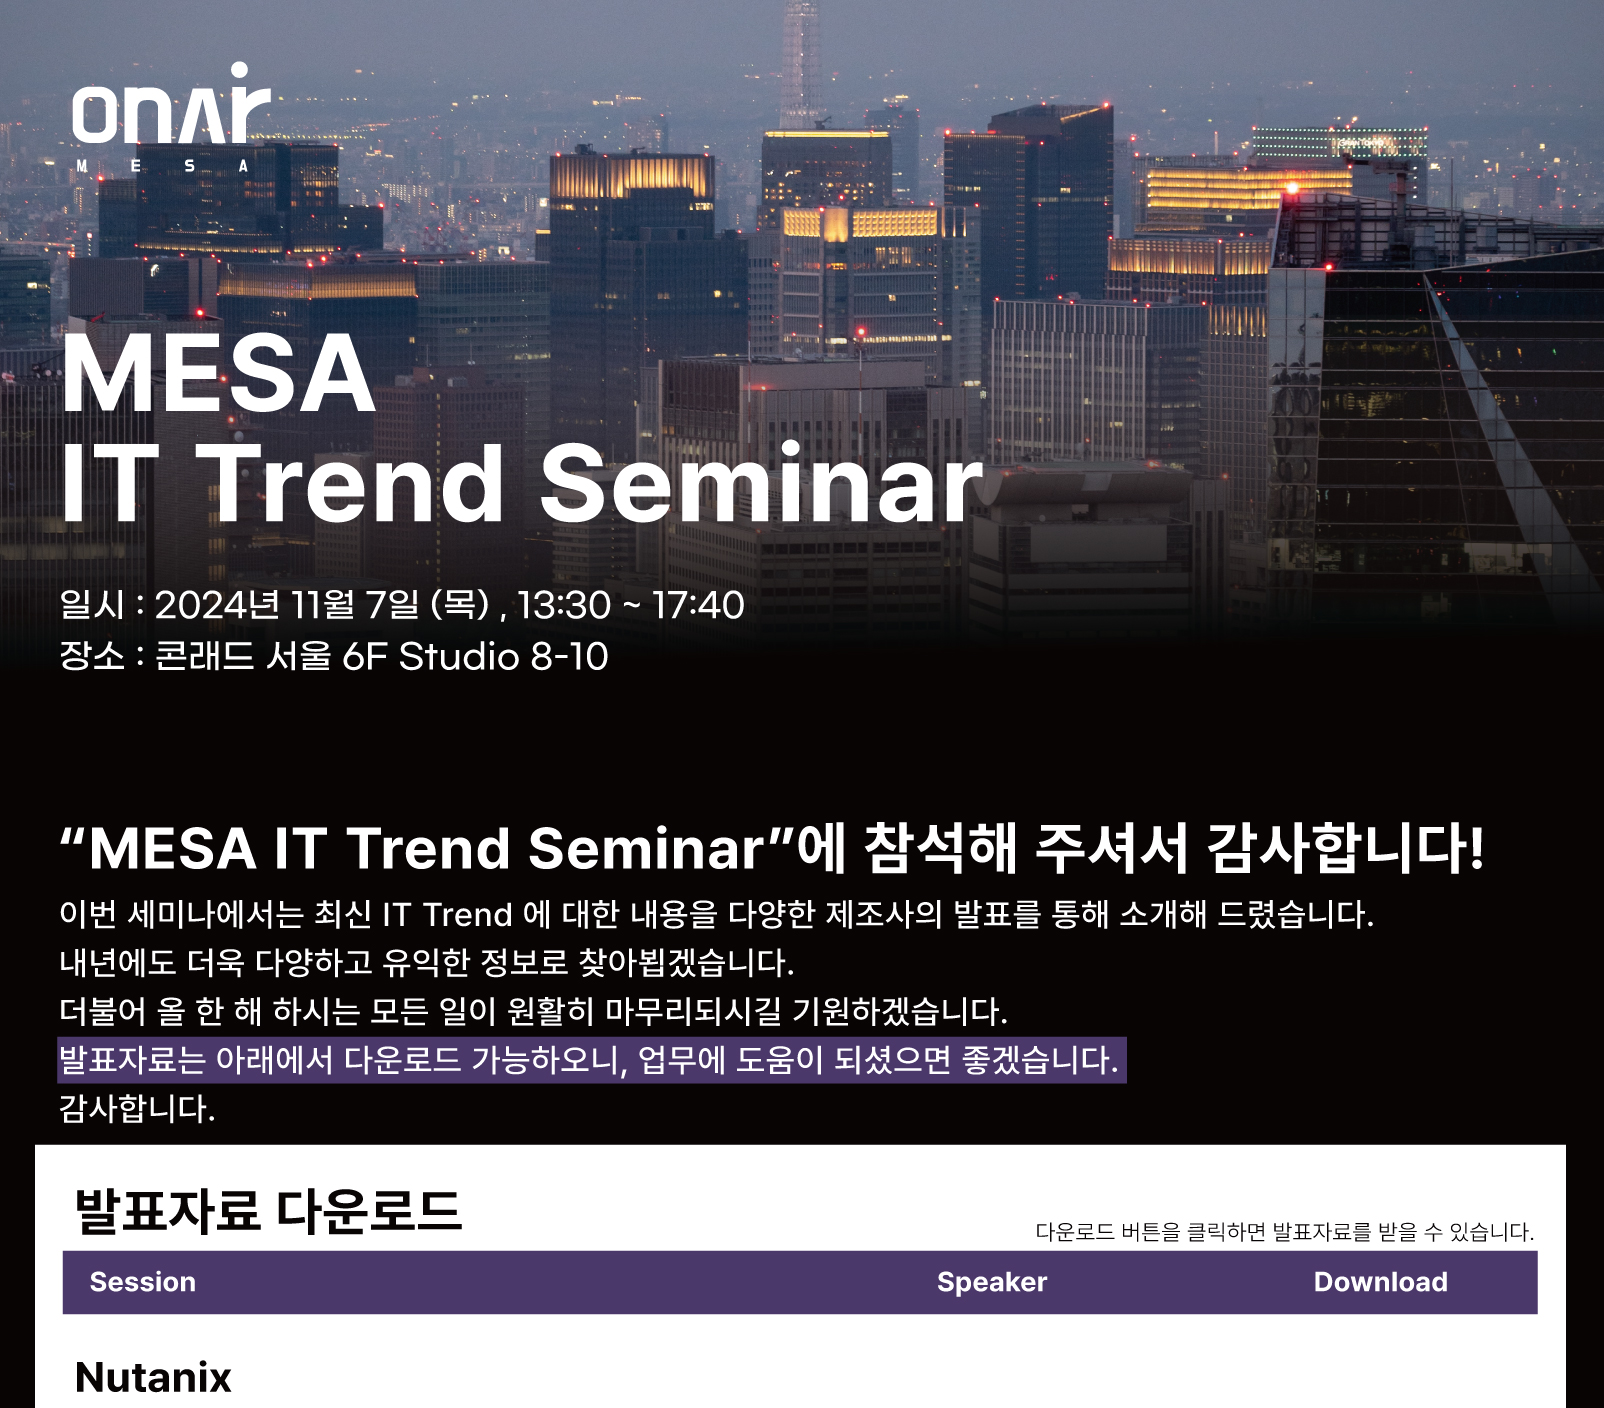 onair
MESA
MESA
IT Trend Seminar
일시 : 2024년 11월 7일 (목) , 13:30 ~ 17:40
장소 : 콘래드 서울 6F Studio 8-10
“MESA IT Trend Seminar”에 참석해 주셔서 감사합니다!
이번 세미나에서는 최신 IT Trend 에 대한 내용을 다양한 제조사의 발표를 통해 소개해 드렸습니다.
내년에도 더욱 다양하고 유익한 정보로 찾아뵙겠습니다.
더불어 올 한 해 하시는 모든 일이 원활히 마무리되시길 기원하겠습니다.
발표자료는 아래에서 다운로드 가능하오니, 업무에 도움이 되셨으면 좋겠습니다.
감사합니다.
발표자료 다운로드
다운로드 버튼을 클릭하면 발표자료를 받을 수 있습니다.
Session Speaker Download
Nutanix